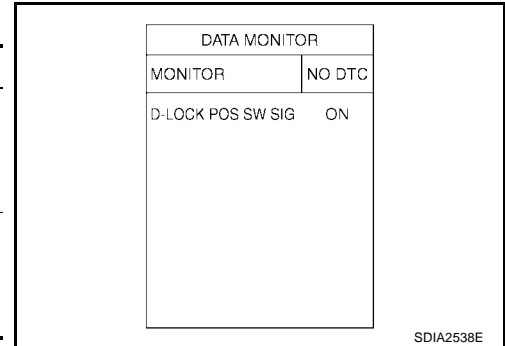 DATA MONITOR
MONITOR NO DTC
D-LOCK POS SW SIG ON
SDIA2538E